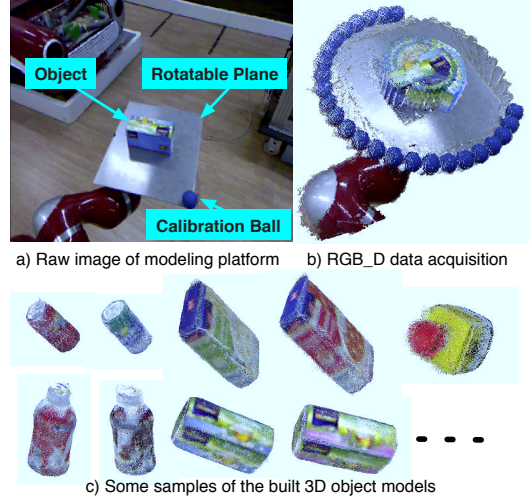 Object
Rotatable Plane
Calibration Ball
a) Raw image of modeling platform
b) RGB_D data acquisition
c) Some samples of the built 3D object models